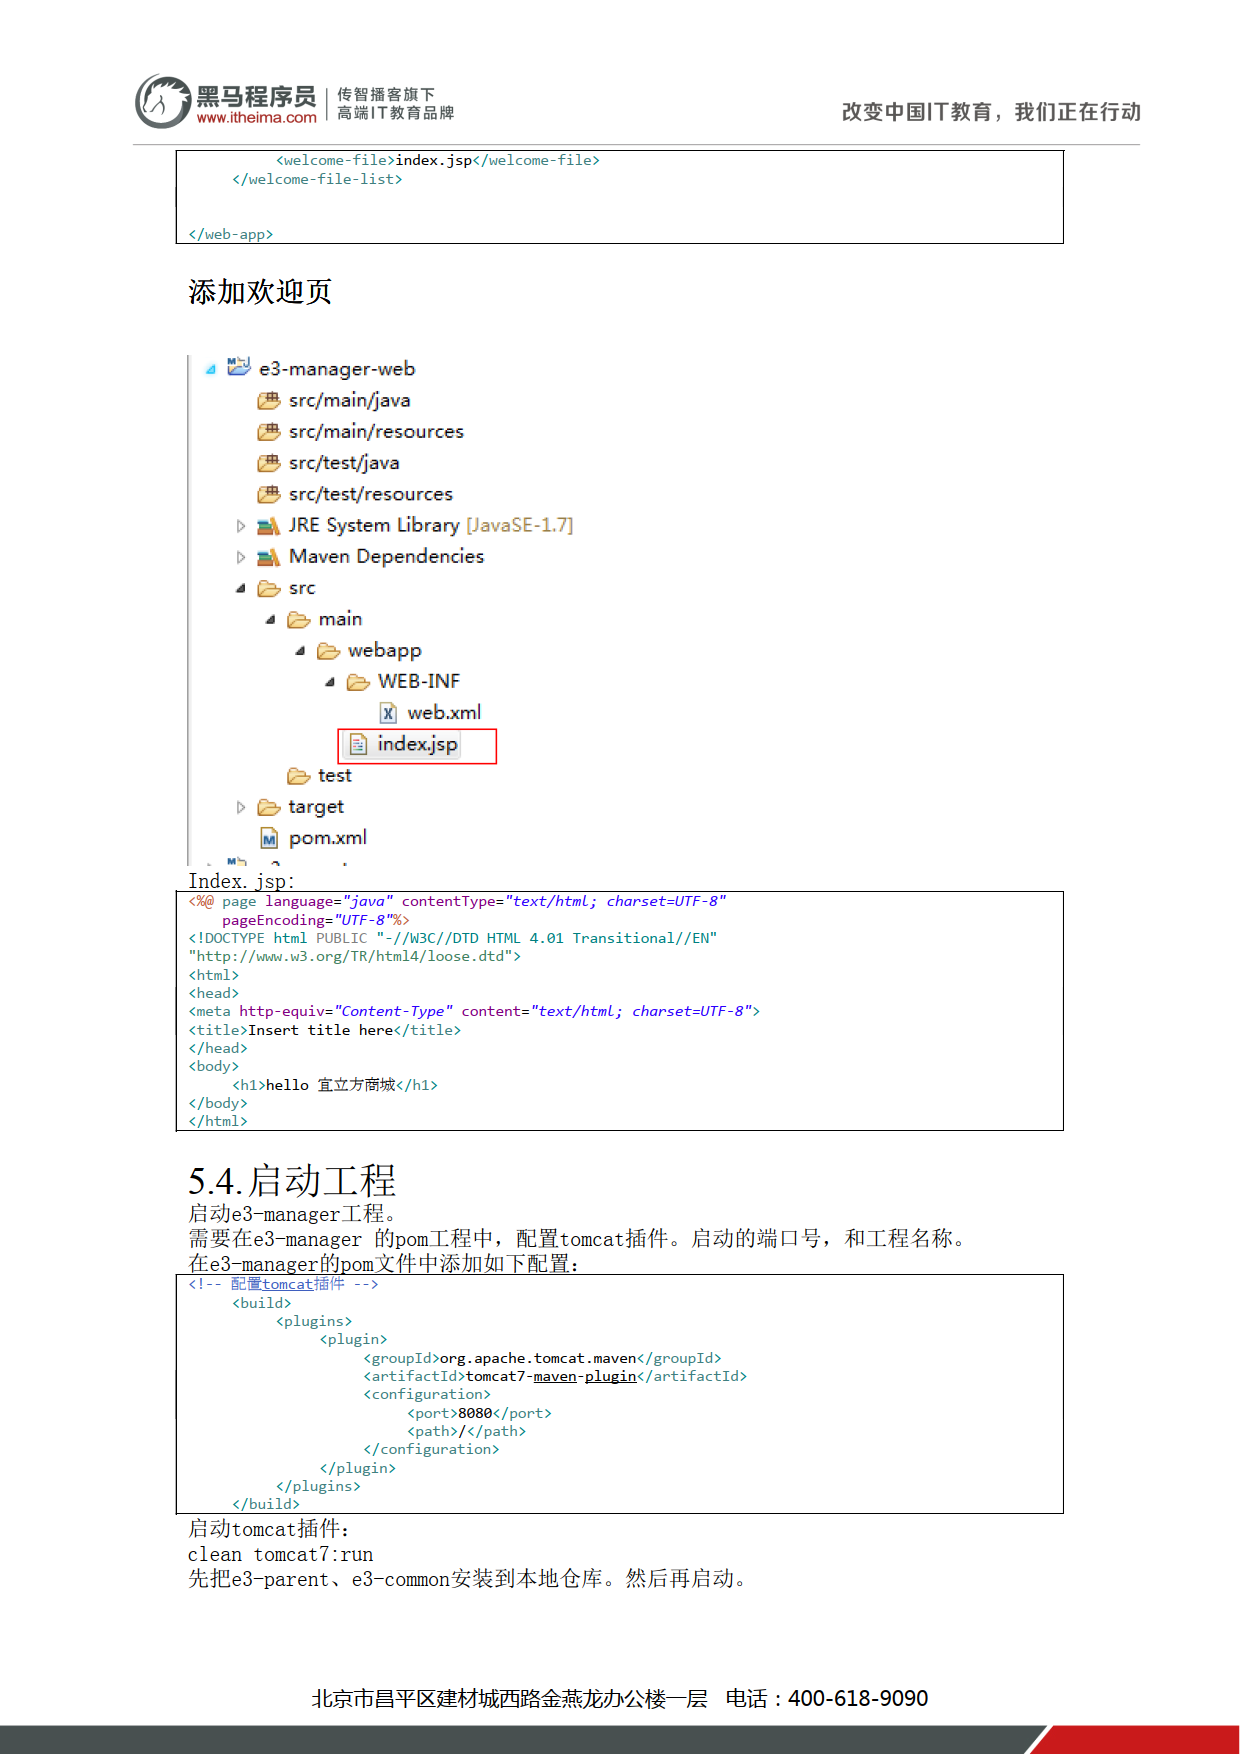 黑马程序员
www.itheima.com
传智播客旗下
高端IT教育品牌
改变中国IT教育，我们正在行动
<welcome-file>index.jsp</welcome-file>
</welcome-file-list>
</web-app>
添加欢迎页
e3-manager-web
src/main/java
src/main/resources
src/test/java
src/test/resources
JRE System Library [JavaSE-1.7]
Maven Dependencies
src
main
webapp
WEB-INF
web.xml
index.jsp
test
target
pom.xml
Index.jsp:
<%@ page language="java" contentType="text/html; charset=UTF-8"
pageEncoding="UTF-8"%>
<!DOCTYPE html PUBLIC "-//W3C//DTD HTML 4.01 Transitional//EN"
"http://www.w3.org/TR/html4/loose.dtd">
<html>
<head>
<meta http-equiv="Content-Type" content="text/html; charset=UTF-8">
<title>Insert title here</title>
</head>
<body>
<h1>hello 宜立方商城</h1>
</body>
</html>
5.4.启动工程
启动e3-manager工程。
需要在e3-manager 的pom工程中，配置tomcat插件。启动的端口号，和工程名称。
在e3-manager的pom文件中添加如下配置：
<!-- 配置tomcat插件 -->
<build>
<plugins>
<plugin>
<groupId>org.apache.tomcat.maven</groupId>
<artifactId>tomcat7-maven-plugin</artifactId>
<configuration>
<port>8080</port>
<path>/</path>
</configuration>
</plugin>
</plugins>
</build>
启动tomcat插件：
clean tomcat7:run
先把e3-parent、e3-common安装到本地仓库。然后再启动。
北京市昌平区建材城西路金燕龙办公楼一层 电话：400-618-9090